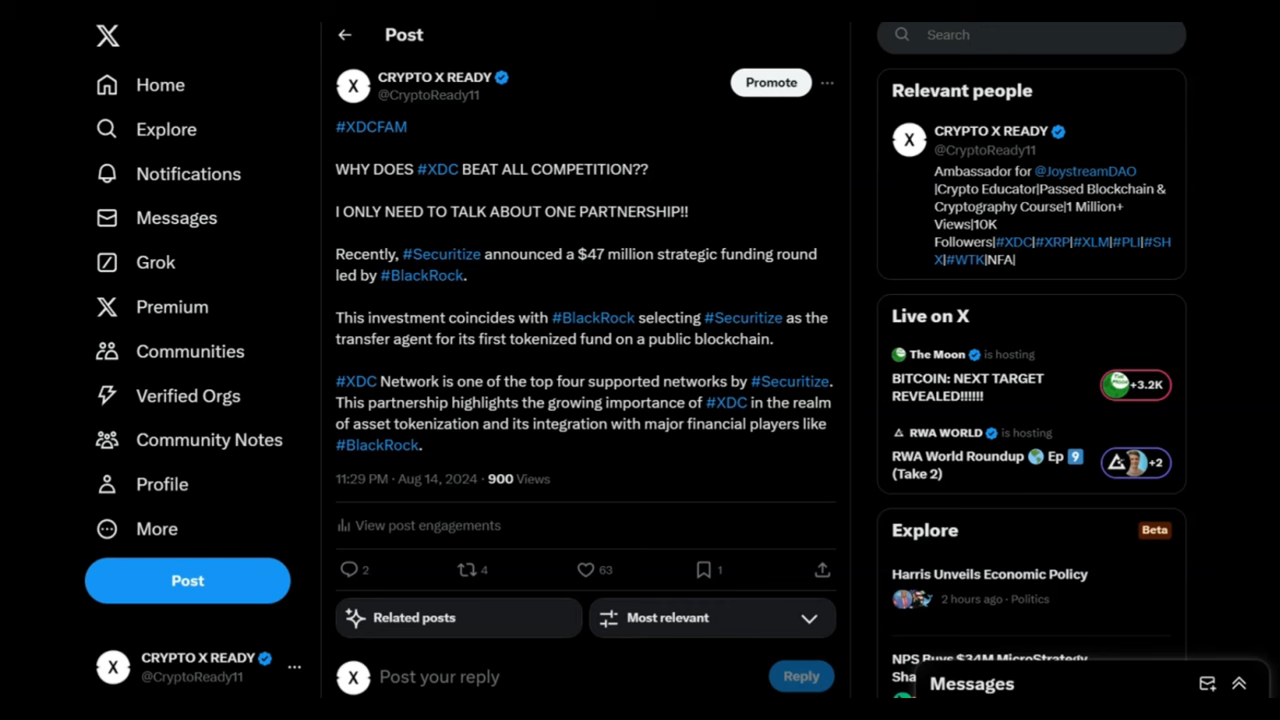 X
Home
Explore
Notifications
Messages
Grok
Premium
Communities
Verified Orgs
Community Notes
Profile
More
Post
CRYPTO X READY
@CryptoReady11
Post
X
CRYPTO X READY
@CryptoReady11
Promote
#XDCFAM
WHY DOES #XDC BEAT ALL COMPETITION??
I ONLY NEED TO TALK ABOUT ONE PARTNERSHIP!!
Recently, #Securitize announced a $47 million strategic funding round
led by #BlackRock.
This investment coincides with #BlackRock selecting #Securitize as the
transfer agent for its first tokenized fund on a public blockchain.
#XDC Network is one of the top four supported networks by #Securitize.
This partnership highlights the growing importance of #XDC in the realm
of asset tokenization and its integration with major financial players like
#BlackRock.
11:29 PM · Aug 14, 2024 · 900 Views
View post engagements
2 4 63 1
Related posts
Most relevant
X
Post your reply
Reply
Search
Relevant people
X
CRYPTO X READY
@CryptoReady11
Ambassador for @JoystreamDAO
|Crypto Educator|Passed Blockchain &
Cryptography Course|1 Million+
Views|10K
Followers|#XDC|#XRP|#XLM|#PLI|#SH
X|#WTK|NFA|
Live on X
The Moon is hosting
BITCOIN: NEXT TARGET
REVEALED!!!!!!
+3.2K
RWA WORLD is hosting
RWA World Roundup 🌎 Ep 9️⃣
(Take 2)
+2
Explore
Beta
Harris Unveils Economic Policy
2 hours ago · Politics
NPS Buys $34M MicroStrategy
Sha
Messages